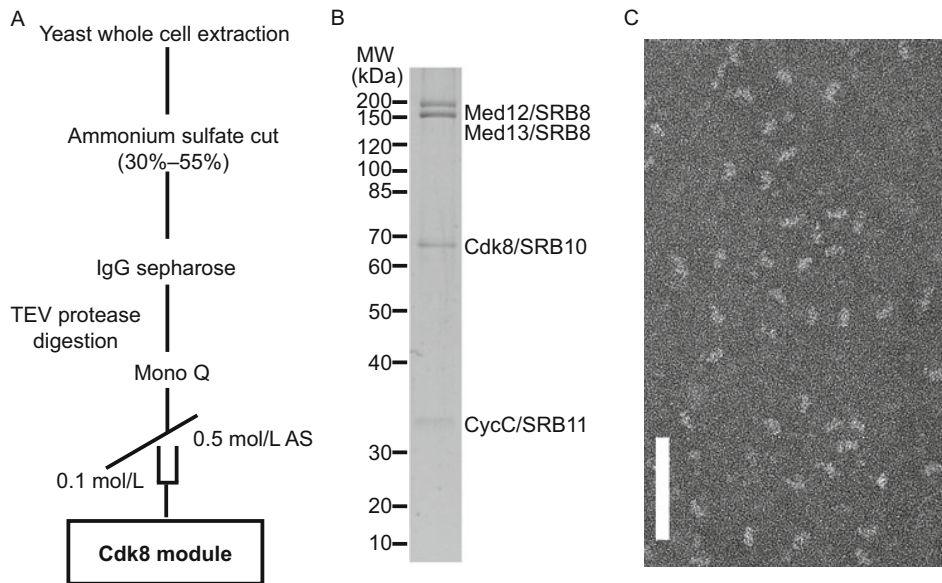 A
Yeast whole cell extraction
Ammonium sulfate cut
(30%–55%)
IgG sepharose
TEV protease
digestion
Mono Q
0.5 mol/L AS
0.1 mol/L
Cdk8 module
B
MW
(kDa)
200
150
120
100
85
70
60
50
40
30
20
10
Med12/SRB8
Med13/SRB8
Cdk8/SRB10
CycC/SRB11
C